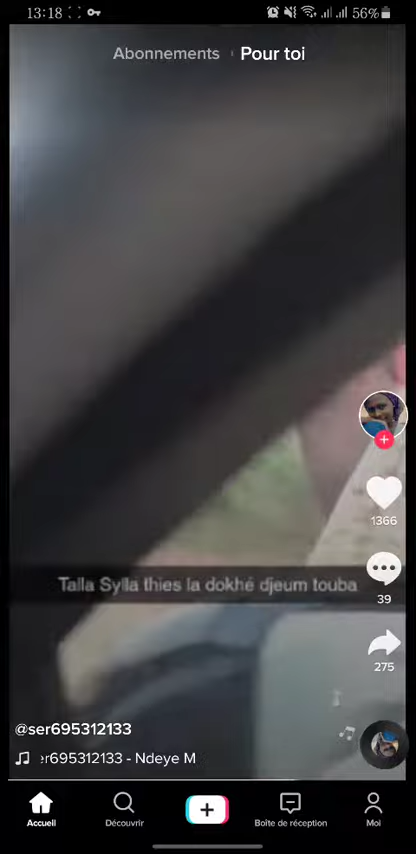 13:18
56%
Abonnements
Pour toi
1366
Talla Sylla thies la dokhé djeum touba
39
275
@ser695312133
er695312133 - Ndeye M
Accueil
Découvrir
Boîte de réception
Moi